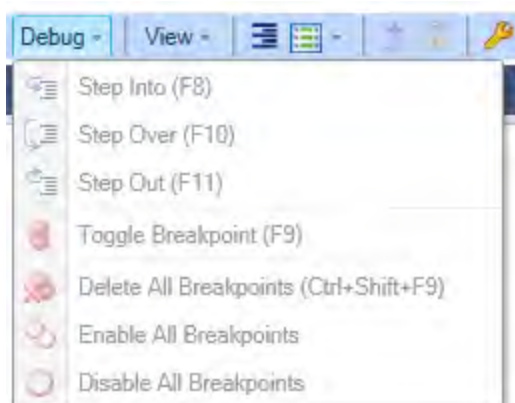 Debug View
Step Into (F8)
Step Over (F10)
Step Out (F11)
Toggle Breakpoint (F9)
Delete All Breakpoints (Ctrl+Shift+F9)
Enable All Breakpoints
Disable All Breakpoints